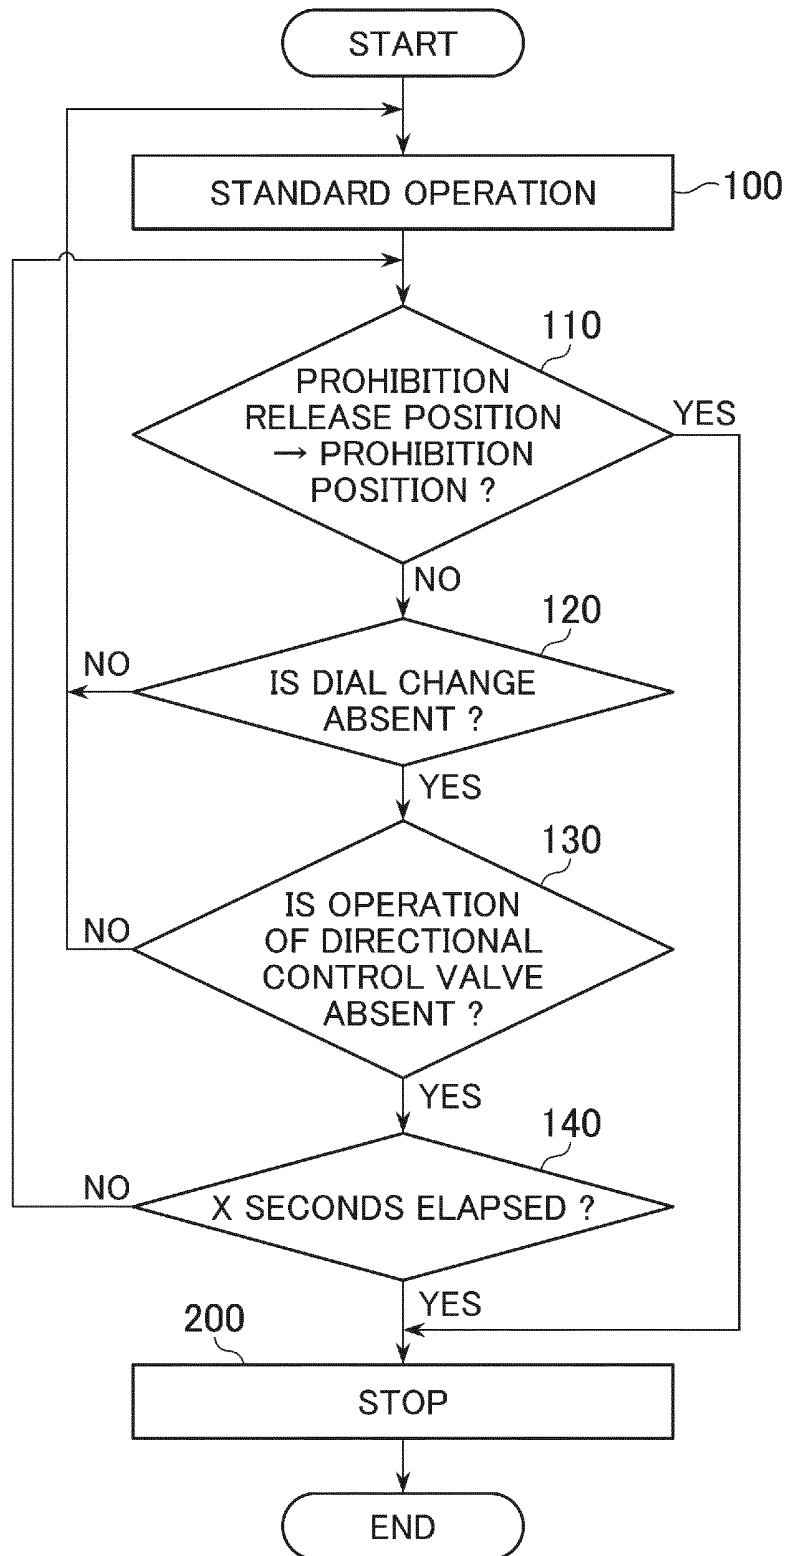 START
STANDARD OPERATION
100
110
PROHIBITION
RELEASE POSITION
→ PROHIBITION
POSITION ?
YES
NO
120
NO
IS DIAL CHANGE
ABSENT ?
YES
130
IS OPERATION
OF DIRECTIONAL
CONTROL VALVE
ABSENT ?
NO
YES
140
NO
X SECONDS ELAPSED ?
YES
200
STOP
END